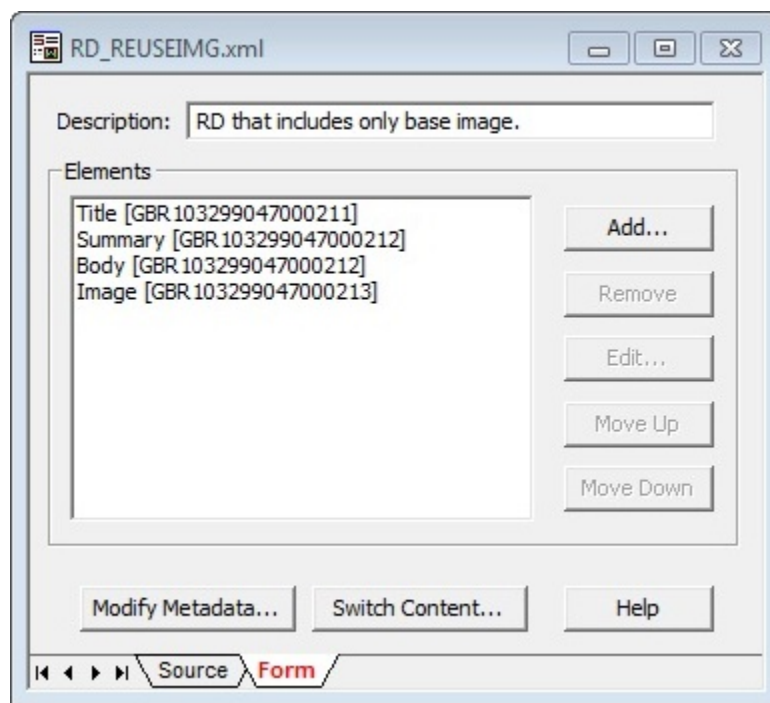 RD_REUSEIMG.xml
Description: RD that includes only base image.
Elements
Title [GBR103299047000211]
Summary [GBR103299047000212]
Body [GBR103299047000212]
Image [GBR103299047000213]
Add...
Remove
Edit...
Move Up
Move Down
Modify Metadata... Switch Content... Help
Source Form